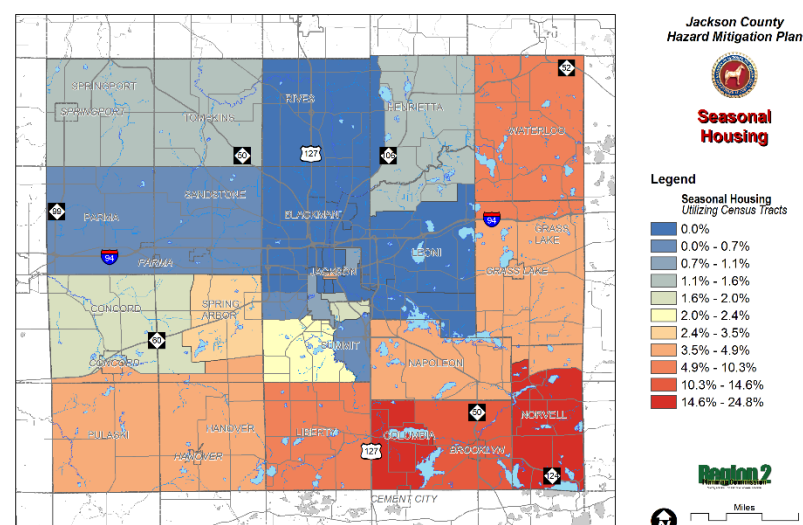 Jackson County
Hazard Mitigation Plan
Seasonal
Housing
Legend
Seasonal Housing
Utilizing Census Tracts
0.0%
0.0% - 0.7%
0.7% - 1.1%
1.1% - 1.6%
1.6% - 2.0%
2.0% - 2.4%
2.4% - 3.5%
3.5% - 4.9%
4.9% - 10.3%
10.3% - 14.6%
14.6% - 24.8%
Region 2
Miles
52
SPRINGPORT
SPRINGPORT
TOMPKINS
RIVES
HENRIETTA
WATERLOO
50
127
106
99
PARMA
SANDSTONE
BLACKMAN
94
LEONI
GRASS
LAKE
GRASS LAKE
94
PARMA
JACKSON
CONCORD
SPRING
ARBOR
60
SUMMIT
CONCORD
NAPOLEON
PULASKI
HANOVER
HANOVER
LIBERTY
COLUMBIA
50
NORVELL
127
BROOKLYN
124
CEMENT CITY